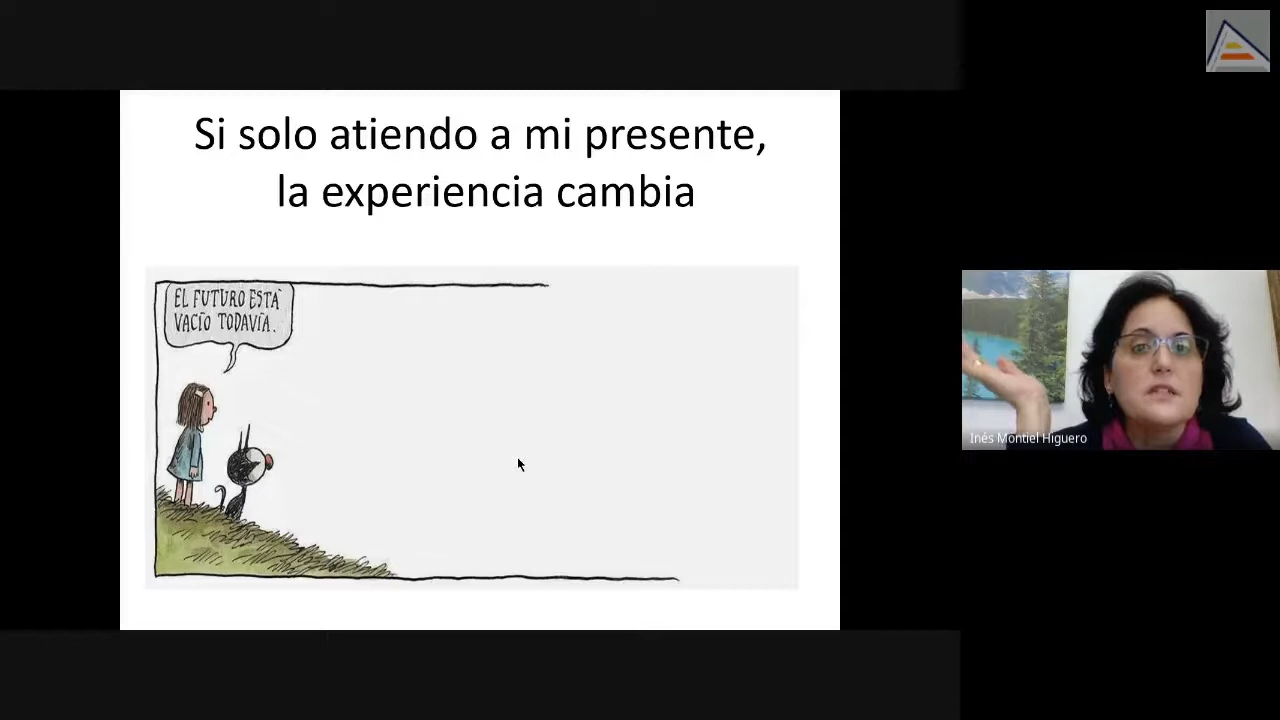 Si solo atiendo a mi presente,
la experiencia cambia
EL FUTURO ESTÁ
VACÍO TODAVÍA.
Inés Montiel Higuero